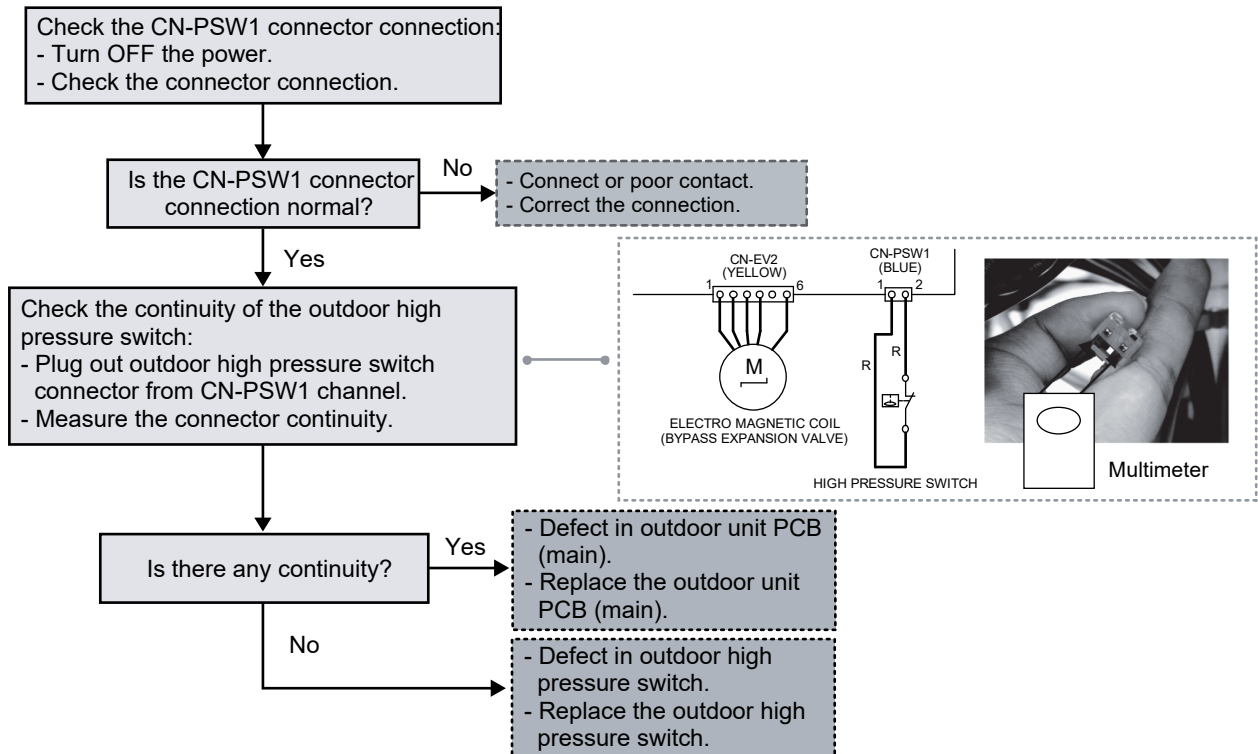 Check the CN-PSW1 connector connection:
- Turn OFF the power.
- Check the connector connection.
Is the CN-PSW1 connector
connection normal?
No
- Connect or poor contact.
- Correct the connection.
Yes
Check the continuity of the outdoor high
pressure switch:
- Plug out outdoor high pressure switch
connector from CN-PSW1 channel.
- Measure the connector continuity.
CN-EV2
(YELLOW)
1
6
CN-PSW1
(BLUE)
1
2
R
R
M
ELECTRO MAGNETIC COIL
(BYPASS EXPANSION VALVE)
HIGH PRESSURE SWITCH
Multimeter
Is there any continuity?
Yes
- Defect in outdoor unit PCB
(main).
- Replace the outdoor unit
PCB (main).
No
- Defect in outdoor high
pressure switch.
- Replace the outdoor high
pressure switch.